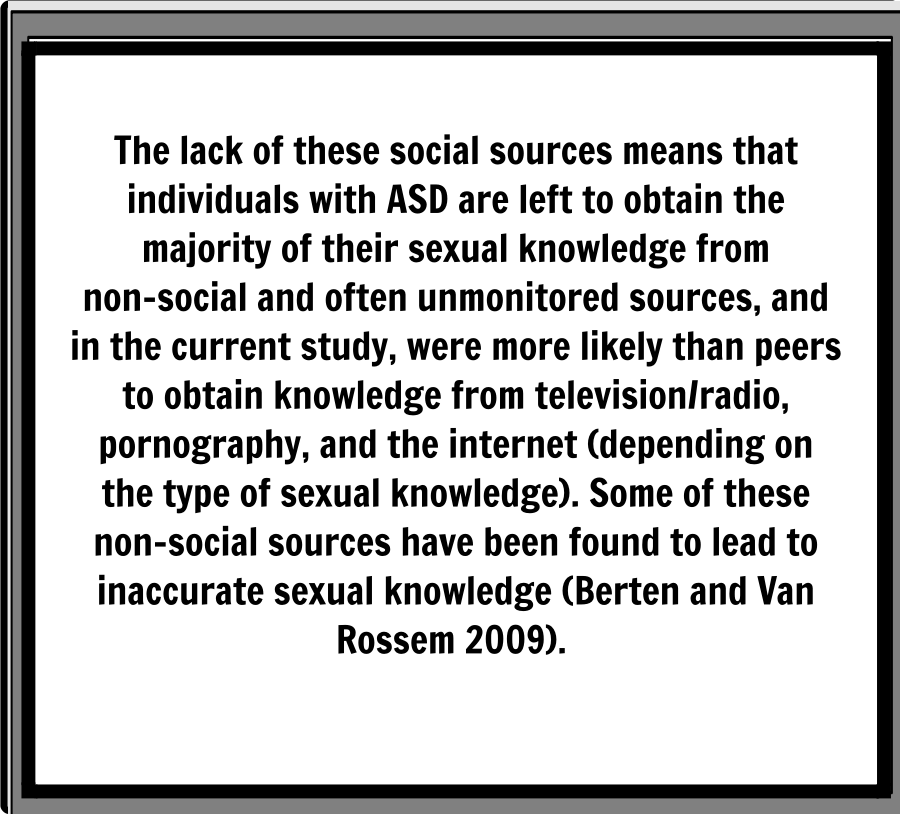 The lack of these social sources means that
individuals with ASD are left to obtain the
majority of their sexual knowledge from
non-social and often unmonitored sources, and
in the current study, were more likely than peers
to obtain knowledge from television/radio,
pornography, and the internet (depending on
the type of sexual knowledge). Some of these
non-social sources have been found to lead to
inaccurate sexual knowledge (Berten and Van
Rossem 2009).